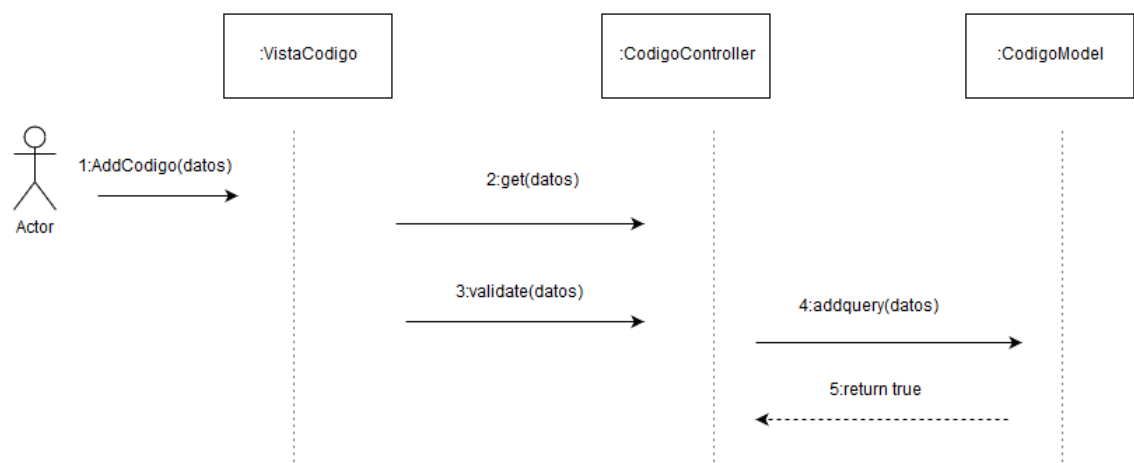 :VistaCodigo
:CodigoController
:CodigoModel
1:AddCodigo(datos)
2:get(datos)
Actor
3:validate(datos)
4:addquery(datos)
5:return true